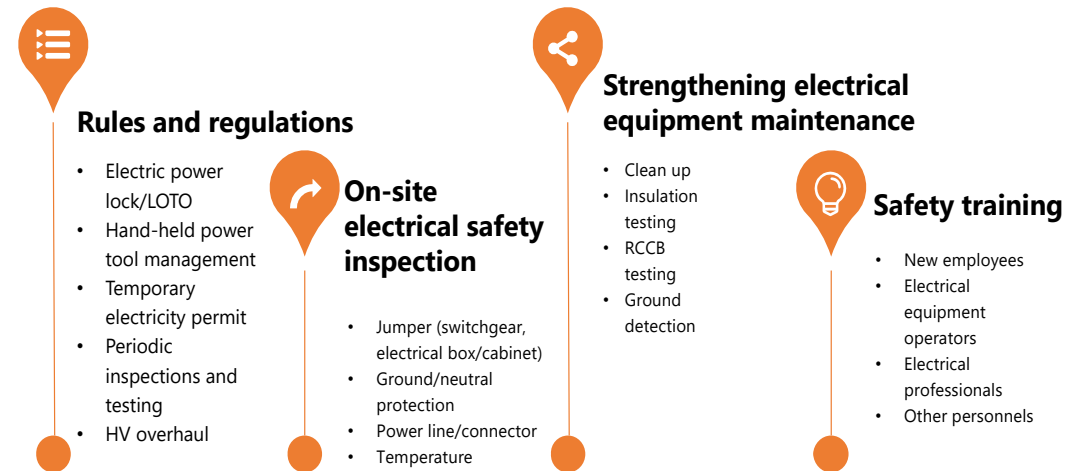 Rules and regulations
• Electric power
lock/LOTO
• Hand-held power
tool management
• Temporary
electricity permit
• Periodic
inspections and
testing
• HV overhaul
On-site
electrical safety
inspection
• Jumper (switchgear,
electrical box/cabinet)
• Ground/neutral
protection
• Power line/connector
• Temperature
Strengthening electrical
equipment maintenance
• Clean up
• Insulation
testing
• RCCB
testing
• Ground
detection
Safety training
• New employees
• Electrical
equipment
operators
• Electrical
professionals
• Other personnels